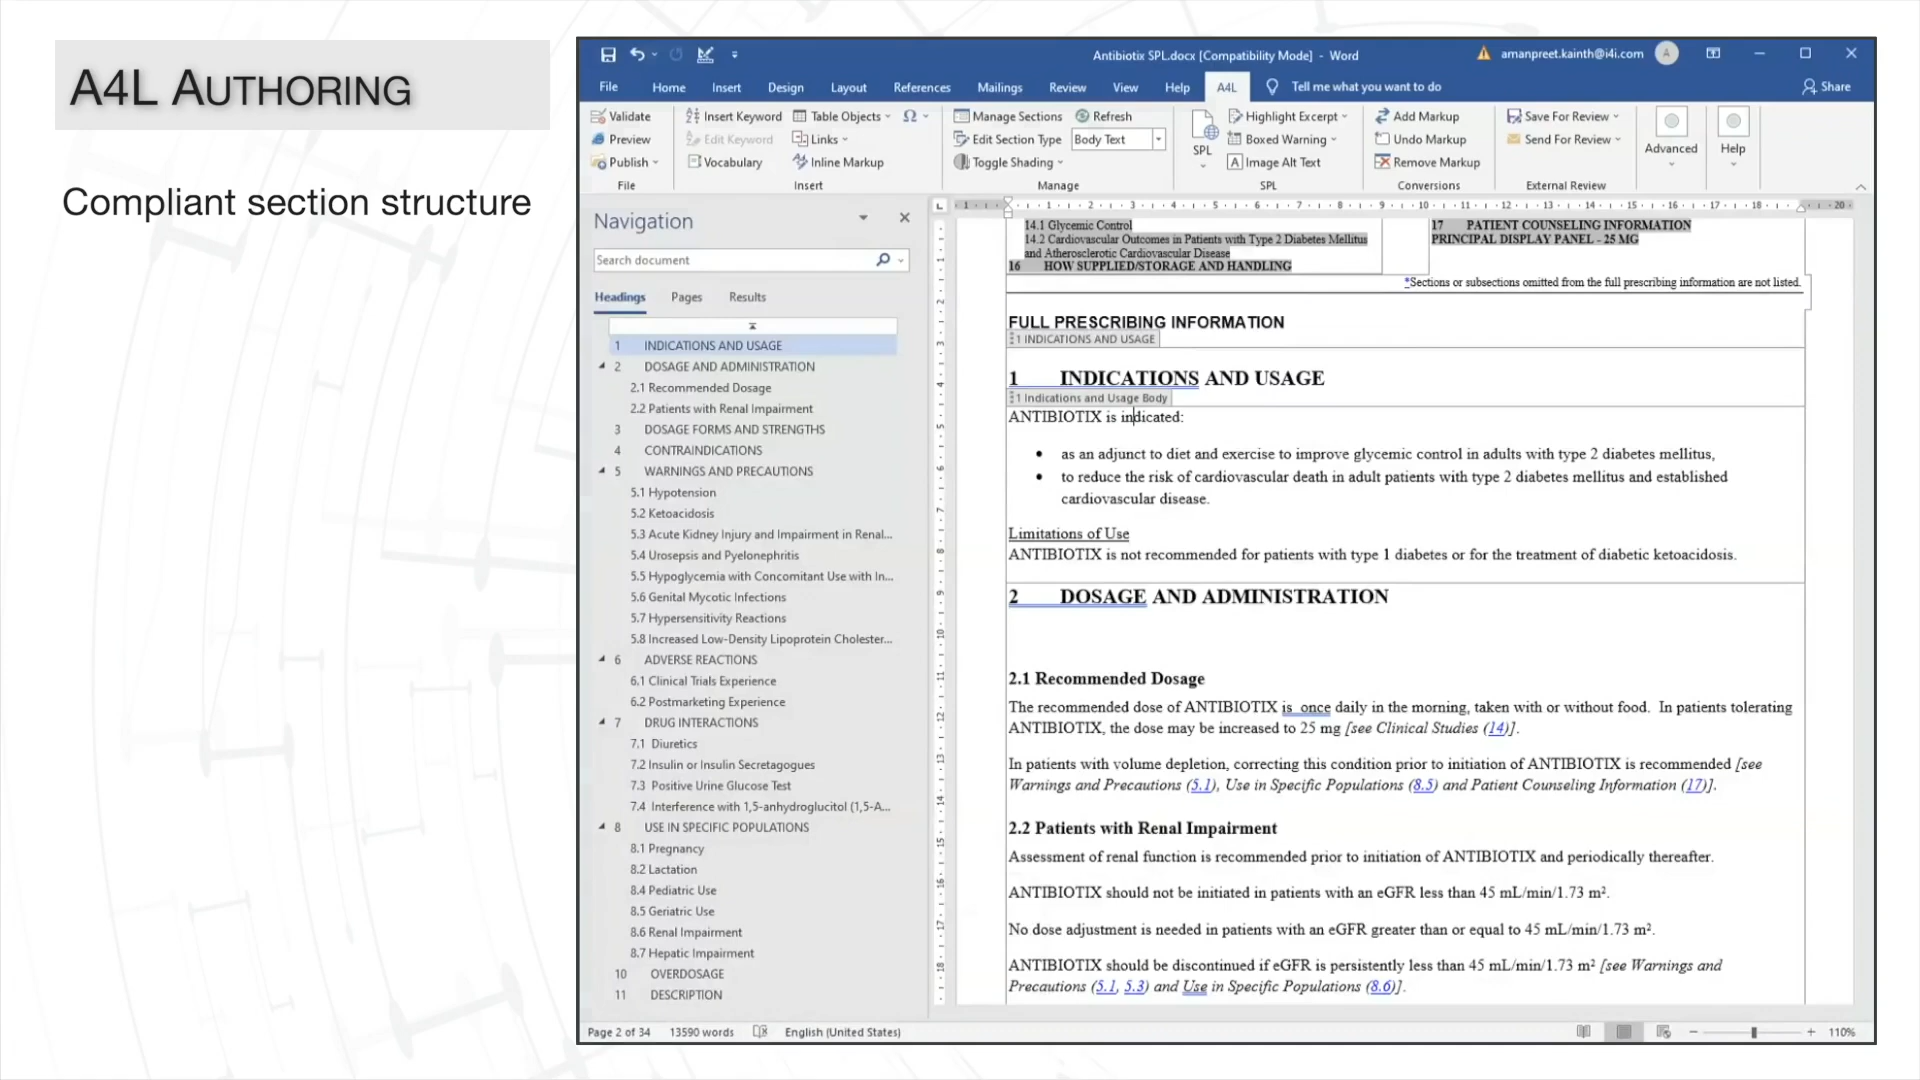 A4L AUTHORING
Compliant section structure
Antibiotix SPL.docx [Compatibility Mode] - Word
amanpreet.kainth@i4i.com
A
File Home Insert Design Layout References Mailings Review View Help A4L Tell me what you want to do Share
Validate
Preview
Publish
File
Insert Keyword Table Objects Ω
Edit Keyword Links
Vocabulary Inline Markup
Insert
Manage Sections Refresh
Edit Section Type Body Text
Toggle Shading
Manage
SPL
Highlight Excerpt
Boxed Warning
Image Alt Text
SPL
Add Markup
Undo Markup
Remove Markup
Conversions
Save For Review
Send For Review
External Review
Advanced
Help
Navigation
Search document
Headings Pages Results
1 INDICATIONS AND USAGE
2 DOSAGE AND ADMINISTRATION
2.1 Recommended Dosage
2.2 Patients with Renal Impairment
3 DOSAGE FORMS AND STRENGTHS
4 CONTRAINDICATIONS
5 WARNINGS AND PRECAUTIONS
5.1 Hypotension
5.2 Ketoacidosis
5.3 Acute Kidney Injury and Impairment in Renal...
5.4 Urosepsis and Pyelonephritis
5.5 Hypoglycemia with Concomitant Use with In...
5.6 Genital Mycotic Infections
5.7 Hypersensitivity Reactions
5.8 Increased Low-Density Lipoprotein Cholester...
6 ADVERSE REACTIONS
6.1 Clinical Trials Experience
6.2 Postmarketing Experience
7 DRUG INTERACTIONS
7.1 Diuretics
7.2 Insulin or Insulin Secretagogues
7.3 Positive Urine Glucose Test
7.4 Interference with 1,5-anhydroglucitol (1,5-A...
8 USE IN SPECIFIC POPULATIONS
8.1 Pregnancy
8.2 Lactation
8.4 Pediatric Use
8.5 Geriatric Use
8.6 Renal Impairment
8.7 Hepatic Impairment
10 OVERDOSAGE
11 DESCRIPTION
1 1 2 3 4 5 6 7 8 9 10 11 12 13 14 15 16 17 18 20
14.1 Glycemic Control
14.2 Cardiovascular Outcomes in Patients with Type 2 Diabetes Mellitus
and Atherosclerotic Cardiovascular Disease
16 HOW SUPPLIED/STORAGE AND HANDLING
17 PATIENT COUNSELING INFORMATION
PRINCIPAL DISPLAY PANEL - 25 MG
*Sections or subsections omitted from the full prescribing information are not listed.
FULL PRESCRIBING INFORMATION
1 INDICATIONS AND USAGE
1 INDICATIONS AND USAGE
1 Indications and Usage Body
ANTIBIOTIX is indicated:
• as an adjunct to diet and exercise to improve glycemic control in adults with type 2 diabetes mellitus,
• to reduce the risk of cardiovascular death in adult patients with type 2 diabetes mellitus and established
cardiovascular disease.
Limitations of Use
ANTIBIOTIX is not recommended for patients with type 1 diabetes or for the treatment of diabetic ketoacidosis.
2 DOSAGE AND ADMINISTRATION
2.1 Recommended Dosage
The recommended dose of ANTIBIOTIX is once daily in the morning, taken with or without food. In patients tolerating
ANTIBIOTIX, the dose may be increased to 25 mg [see Clinical Studies (14)].
In patients with volume depletion, correcting this condition prior to initiation of ANTIBIOTIX is recommended [see
Warnings and Precautions (5.1), Use in Specific Populations (8.5) and Patient Counseling Information (17)].
2.2 Patients with Renal Impairment
Assessment of renal function is recommended prior to initiation of ANTIBIOTIX and periodically thereafter.
ANTIBIOTIX should not be initiated in patients with an eGFR less than 45 mL/min/1.73 m².
No dose adjustment is needed in patients with an eGFR greater than or equal to 45 mL/min/1.73 m².
ANTIBIOTIX should be discontinued if eGFR is persistently less than 45 mL/min/1.73 m² [see Warnings and
Precautions (5.1, 5.3) and Use in Specific Populations (8.6)].
Page 2 of 34 13590 words English (United States) 110%